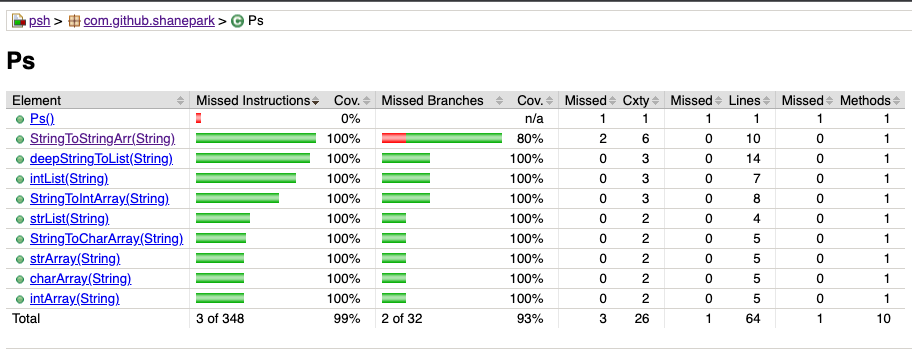 psh > com.github.shanepark > Ps
Ps
Element Missed Instructions Cov. Missed Branches Cov. Missed Cxty Missed Lines Missed Methods
Ps() 0% n/a 1 1 1 1 1 1
StringToStringArr(String) 100% 80% 2 6 0 10 0 1
deepStringToList(String) 100% 100% 0 3 0 14 0 1
intList(String) 100% 100% 0 3 0 7 0 1
StringToIntArray(String) 100% 100% 0 3 0 8 0 1
strList(String) 100% 100% 0 2 0 4 0 1
StringToCharArray(String) 100% 100% 0 2 0 5 0 1
strArray(String) 100% 100% 0 2 0 5 0 1
charArray(String) 100% 100% 0 2 0 5 0 1
intArray(String) 100% 100% 0 2 0 5 0 1
Total 3 of 348 99% 2 of 32 93% 3 26 1 64 1 10